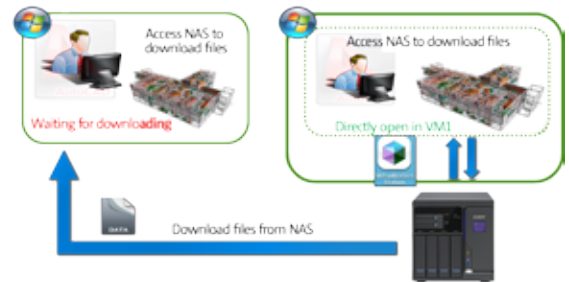 Access NAS to
download files
Waiting for downloading
Access NAS to download files
Directly open in VM1
DATA
Download files from NAS